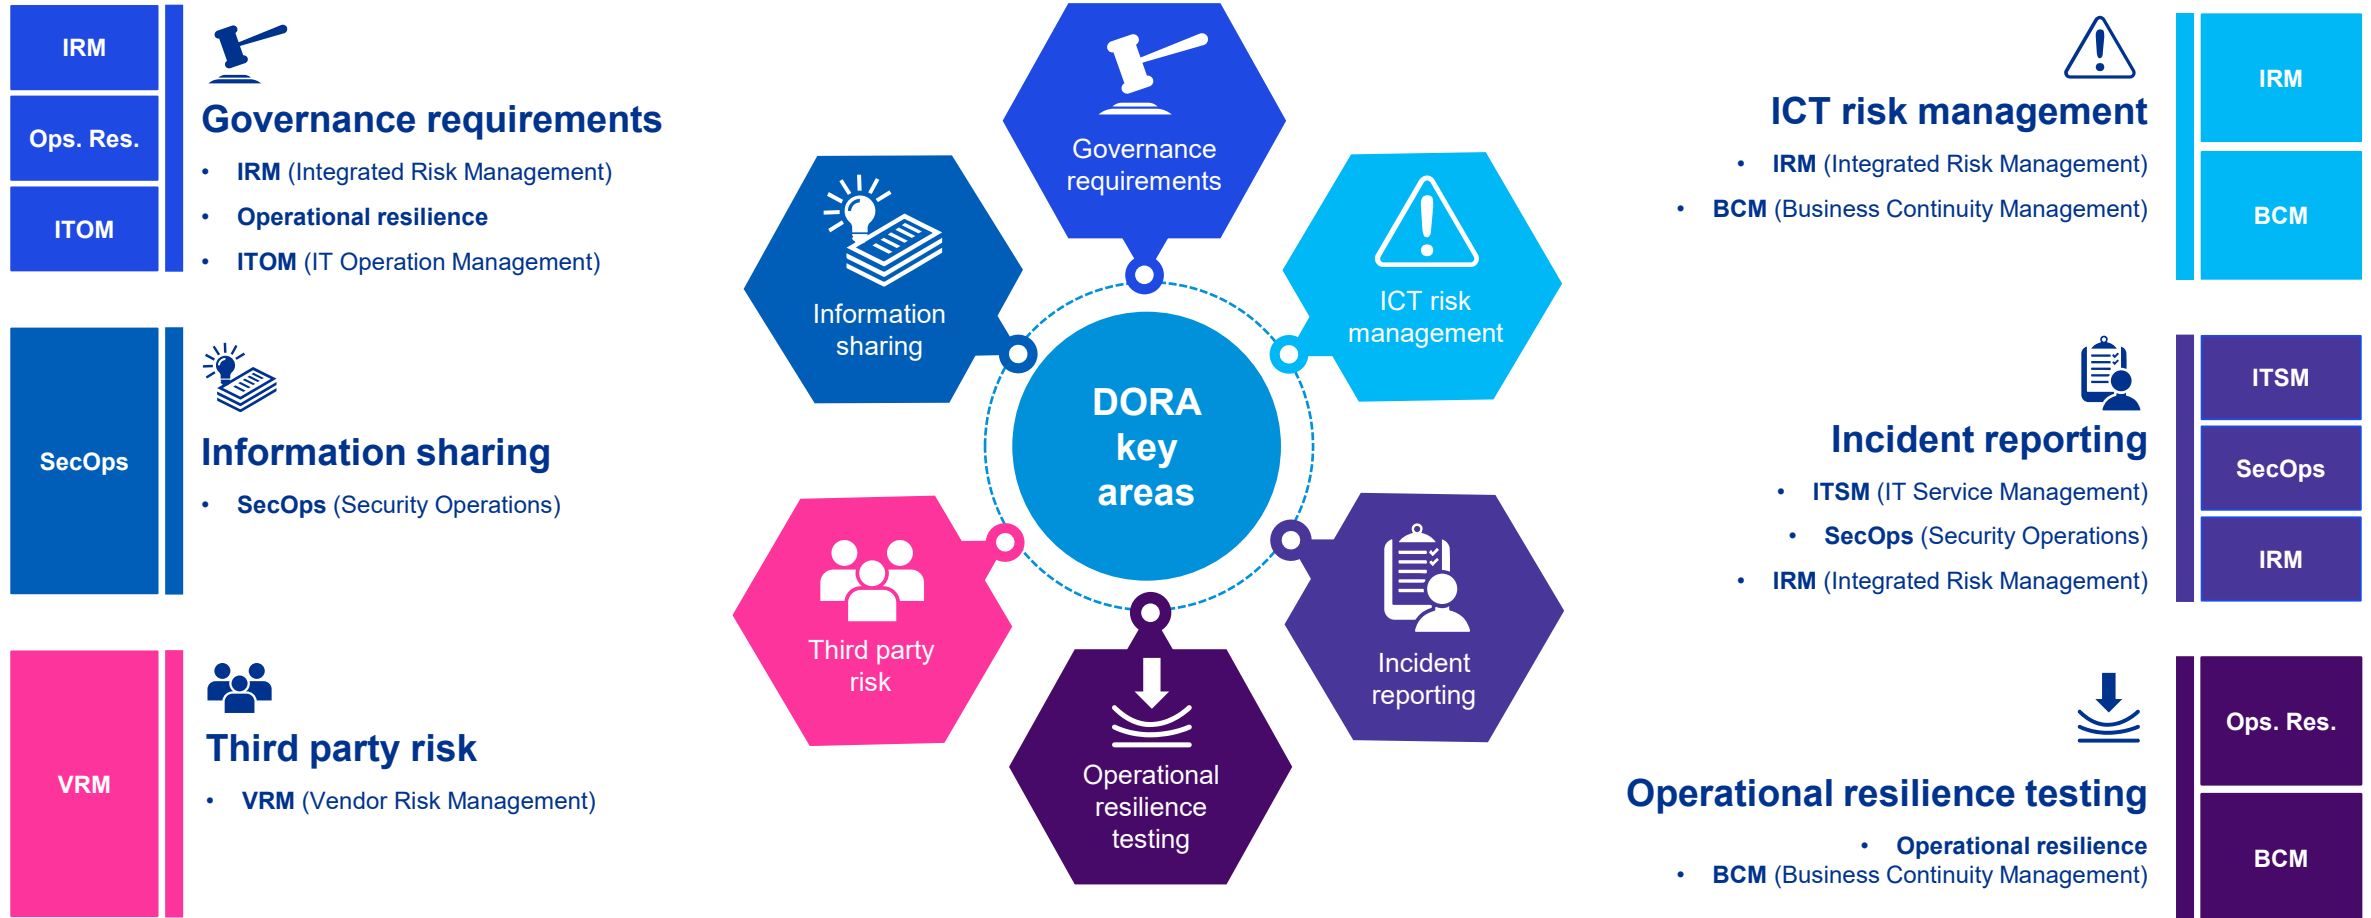 IRM
Ops. Res.
ITOM
Governance requirements
• IRM (Integrated Risk Management)
• Operational resilience
• ITOM (IT Operation Management)
SecOps
Information sharing
• SecOps (Security Operations)
VRM
Third party risk
• VRM (Vendor Risk Management)
Governance
requirements
Information
sharing
ICT risk
management
DORA
key
areas
Third party
risk
Incident
reporting
Operational
resilience
testing
ICT risk management
• IRM (Integrated Risk Management)
• BCM (Business Continuity Management)
IRM
BCM
Incident reporting
• ITSM (IT Service Management)
• SecOps (Security Operations)
• IRM (Integrated Risk Management)
ITSM
SecOps
IRM
Operational resilience testing
• Operational resilience
• BCM (Business Continuity Management)
Ops. Res.
BCM